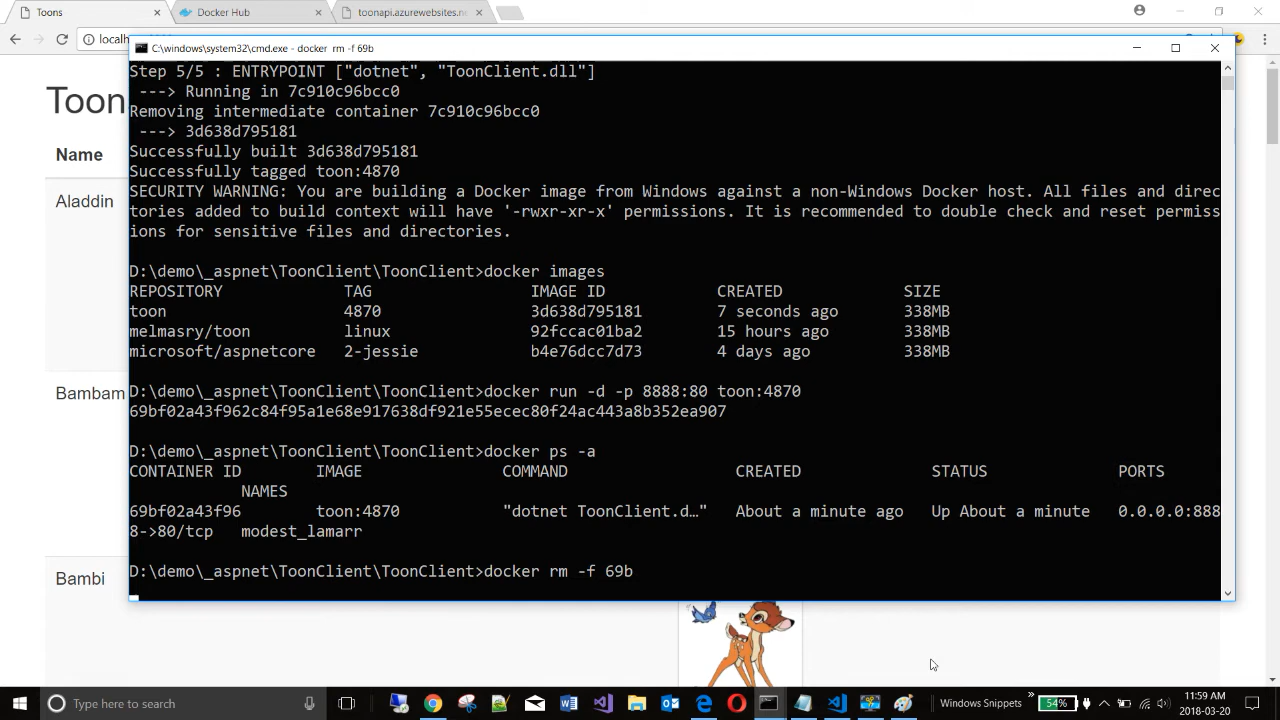 Toons
Docker Hub
toonapi.azurewebsites.ne
localh
C:\windows\system32\cmd.exe - docker rm -f 69b
Toon
Name
Aladdin
Bambam
Bambi
Step 5/5 : ENTRYPOINT ["dotnet", "ToonClient.dll"]
---> Running in 7c910c96bcc0
Removing intermediate container 7c910c96bcc0
---> 3d638d795181
Successfully built 3d638d795181
Successfully tagged toon:4870
SECURITY WARNING: You are building a Docker image from Windows against a non-Windows Docker host. All files and direc
tories added to build context will have '-rwxr-xr-x' permissions. It is recommended to double check and reset permiss
ions for sensitive files and directories.
D:\demo\_aspnet\ToonClient\ToonClient>docker images
REPOSITORY TAG IMAGE ID CREATED SIZE
toon 4870 3d638d795181 7 seconds ago 338MB
melmasry/toon linux 92fccac01ba2 15 hours ago 338MB
microsoft/aspnetcore 2-jessie b4e76dcc7d73 4 days ago 338MB
D:\demo\_aspnet\ToonClient\ToonClient>docker run -d -p 8888:80 toon:4870
69bf02a43f962c84f95a1e68e917638df921e55ecec80f24ac443a8b352ea907
D:\demo\_aspnet\ToonClient\ToonClient>docker ps -a
CONTAINER ID IMAGE COMMAND CREATED STATUS PORTS
NAMES
69bf02a43f96 toon:4870 "dotnet ToonClient.d…" About a minute ago Up About a minute 0.0.0.0:888
8->80/tcp modest_lamarr
D:\demo\_aspnet\ToonClient\ToonClient>docker rm -f 69b
Type here to search
54%
Windows Snippets
11:59 AM
2018-03-20